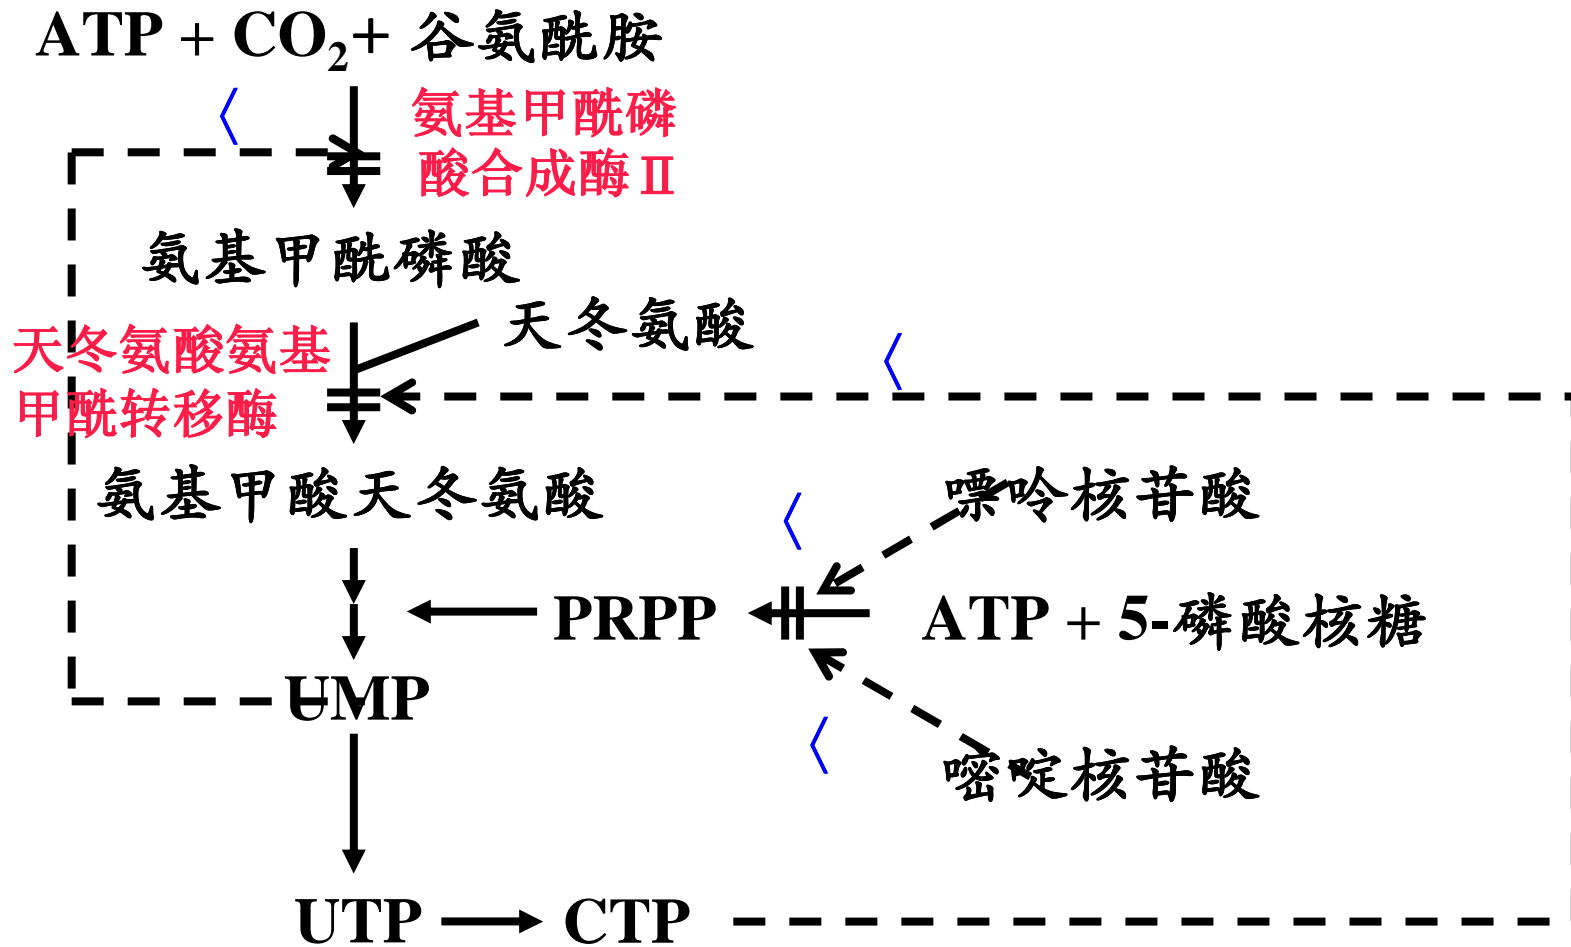 ATP + CO₂+ 谷氨酰胺
〈
氨基甲酰磷
酸合成酶Ⅱ
氨基甲酰磷酸
天冬氨酸
天冬氨酸氨基
甲酰转移酶
〈
氨基甲酸天冬氨酸
〈
嘌呤核苷酸
PRPP
ATP + 5-磷酸核糖
UMP
〈
嘧啶核苷酸
UTP
CTP